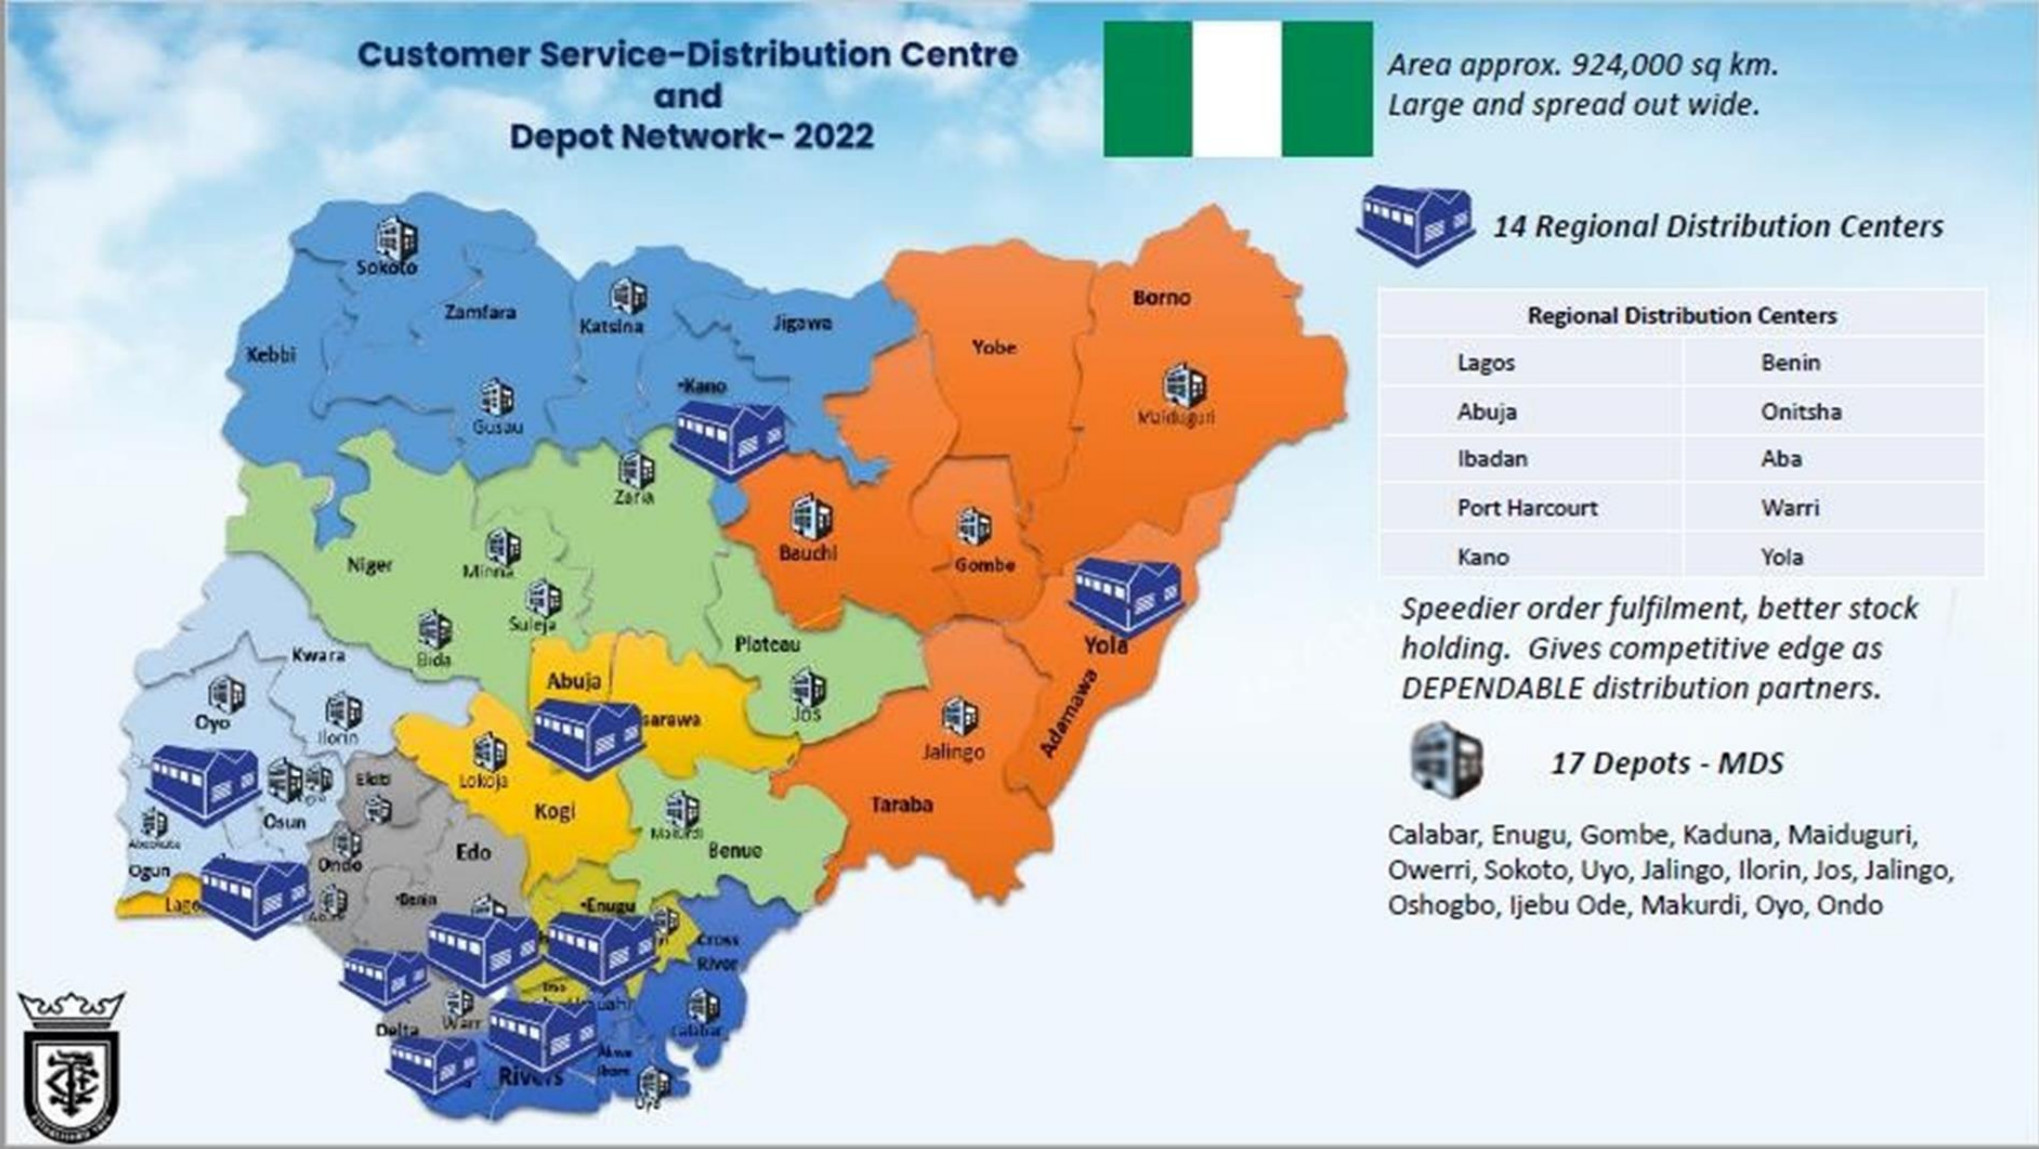 Customer Service-Distribution Centre
and
Depot Network- 2022
Area approx. 924,000 sq km.
Large and spread out wide.
14 Regional Distribution Centers
Regional Distribution Centers
Lagos Benin
Abuja Onitsha
Ibadan Aba
Port Harcourt Warri
Kano Yola
Speedier order fulfilment, better stock
holding. Gives competitive edge as
DEPENDABLE distribution partners.
17 Depots - MDS
Calabar, Enugu, Gombe, Kaduna, Maiduguri,
Owerri, Sokoto, Uyo, Jalingo, Ilorin, Jos, Jalingo,
Oshogbo, Ijebu Ode, Makurdi, Oyo, Ondo
Sokoto
Zamfara
Katsina
Jigawa
Kebbi
•Kano
Gusau
Yobe
Borno
Maiduguri
Zaria
Niger
Minna
Suleja
Bida
Bauchi
Gombe
Plateau
Jos
Yola
Adamawa
Kwara
Oyo
Ilorin
Abuja
sarawa
Lokoja
Kogi
Jalingo
Taraba
Makurdi
Benue
Ekiti
Osun
Ogun
Ondo
Edo
•Benin
Lago
•Enugu
Cross
River
Calabar
Delta
Warr
Rivers
Akwa
Ibom
Uyo